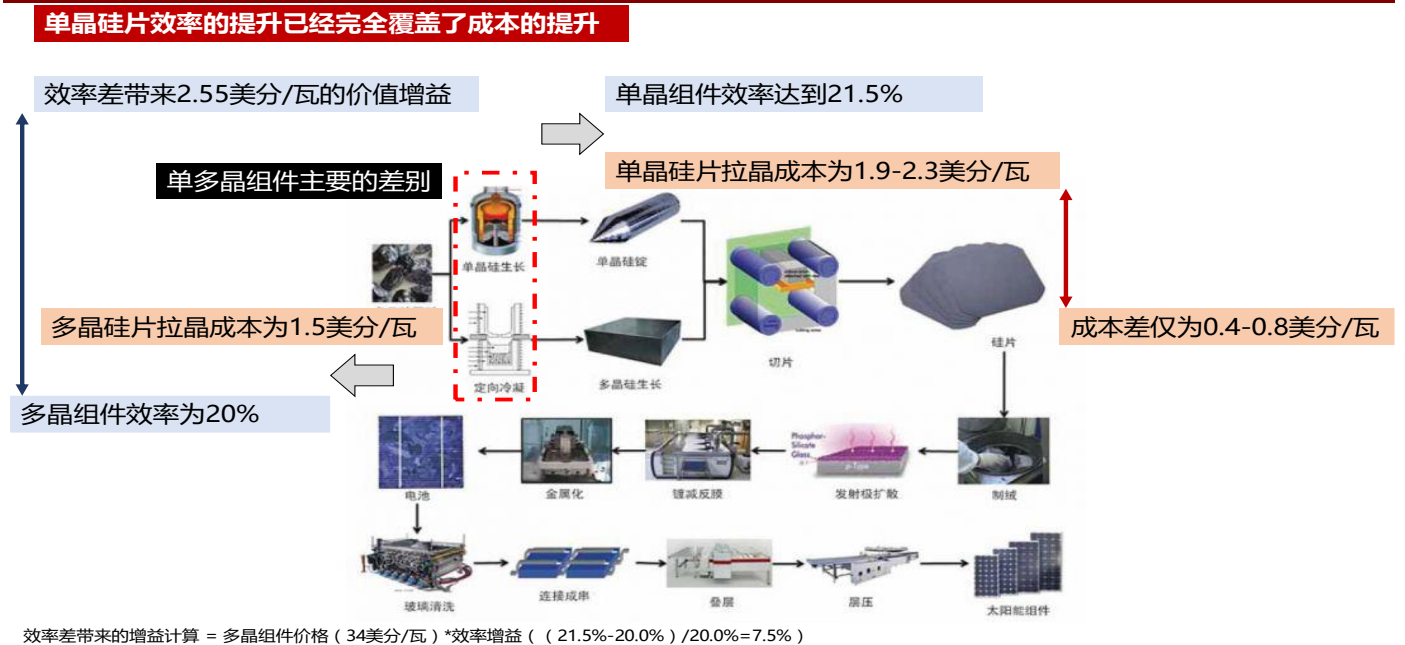 单晶硅片效率的提升已经完全覆盖了成本的提升
效率差带来2.55美分/瓦的价值增益
单晶组件效率达到21.5%
单多晶组件主要的差别
单晶硅片拉晶成本为1.9-2.3美分/瓦
单晶硅生长
单晶硅锭
多晶硅片拉晶成本为1.5美分/瓦
成本差仅为0.4-0.8美分/瓦
硅片
切片
定向冷凝
多晶硅生长
多晶组件效率为20%
Phosphor-
Silicate
Glass
p-Type
电池
金属化
镀减反膜
发射极扩散
制绒
玻璃清洗
连接成串
叠层
层压
太阳能组件
效率差带来的增益计算 = 多晶组件价格（34美分/瓦）*效率增益（（21.5%-20.0%）/20.0%=7.5%）